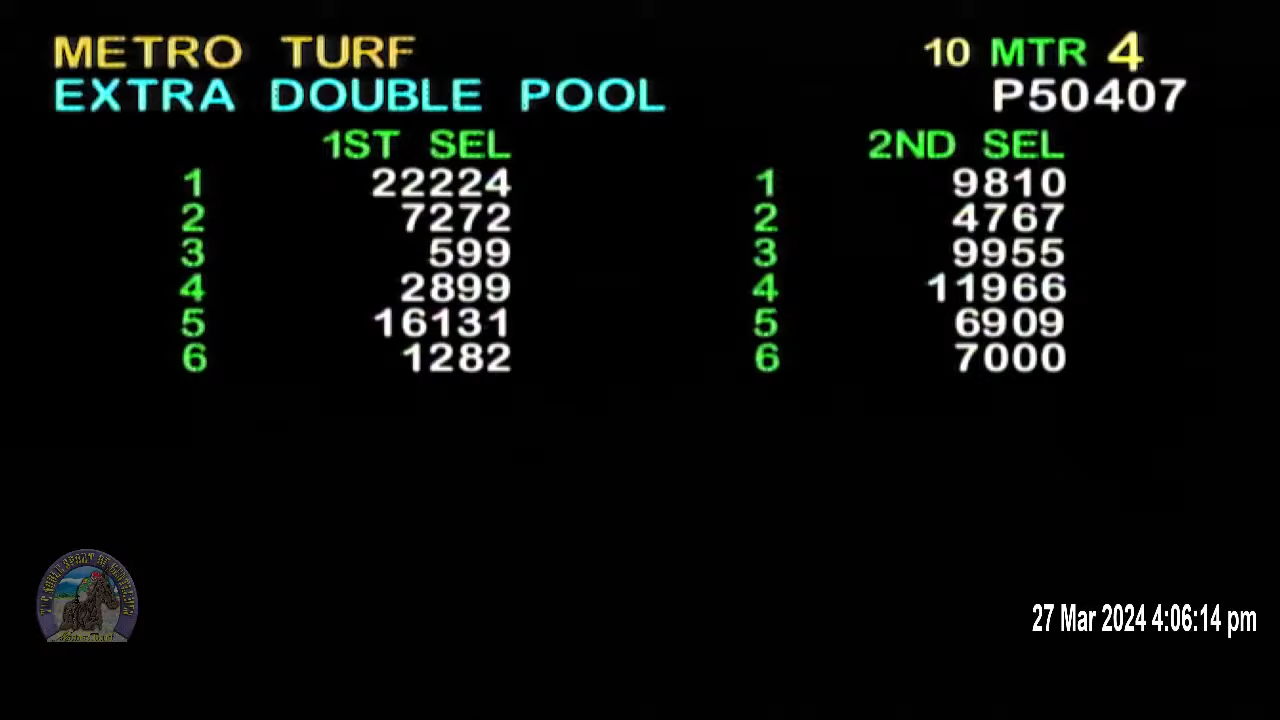 METRO TURF 10 MTR 4
EXTRA DOUBLE POOL P50407
1ST SEL 2ND SEL
1 22224 1 9810
2 7272 2 4767
3 599 3 9955
4 2899 4 11966
5 16131 5 6909
6 1282 6 7000
27 Mar 2024 4:06:14 pm